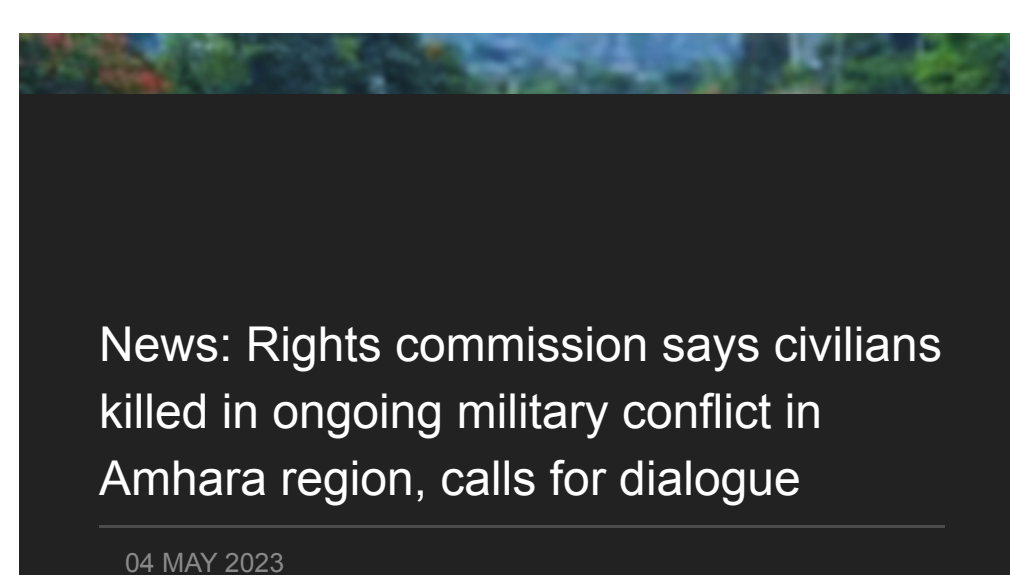 News: Rights commission says civilians
killed in ongoing military conflict in
Amhara region, calls for dialogue
04 MAY 2023